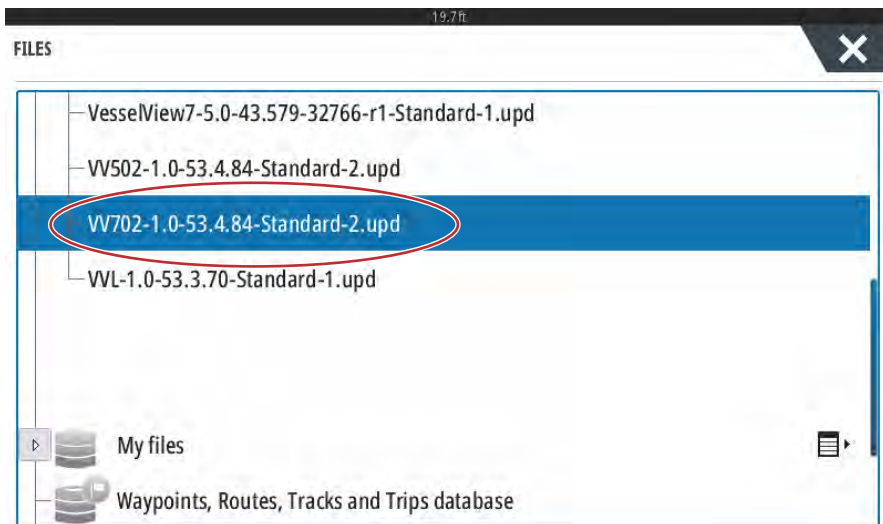 19.7ft
FILES
VesselView7-5.0-43.579-32766-r1-Standard-1.upd
VV502-1.0-53.4.84-Standard-2.upd
VV702-1.0-53.4.84-Standard-2.upd
VVL-1.0-53.3.70-Standard-1.upd
My files
Waypoints, Routes, Tracks and Trips database